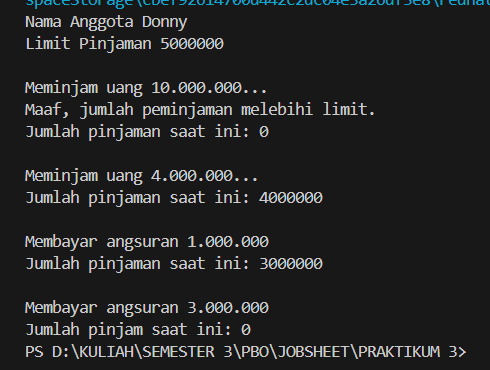 Nama Anggota Donny
Limit Pinjaman 5000000
Meminjam uang 10.000.000...
Maaf, jumlah peminjaman melebihi limit.
Jumlah pinjaman saat ini: 0
Meminjam uang 4.000.000...
Jumlah pinjaman saat ini: 4000000
Membayar angsuran 1.000.000
Jumlah pinjaman saat ini: 3000000
Membayar angsuran 3.000.000
Jumlah pinjam saat ini: 0
PS D:\KULIAH\SEMESTER 3\PBO\JOBSHEET\PRAKTIKUM 3>